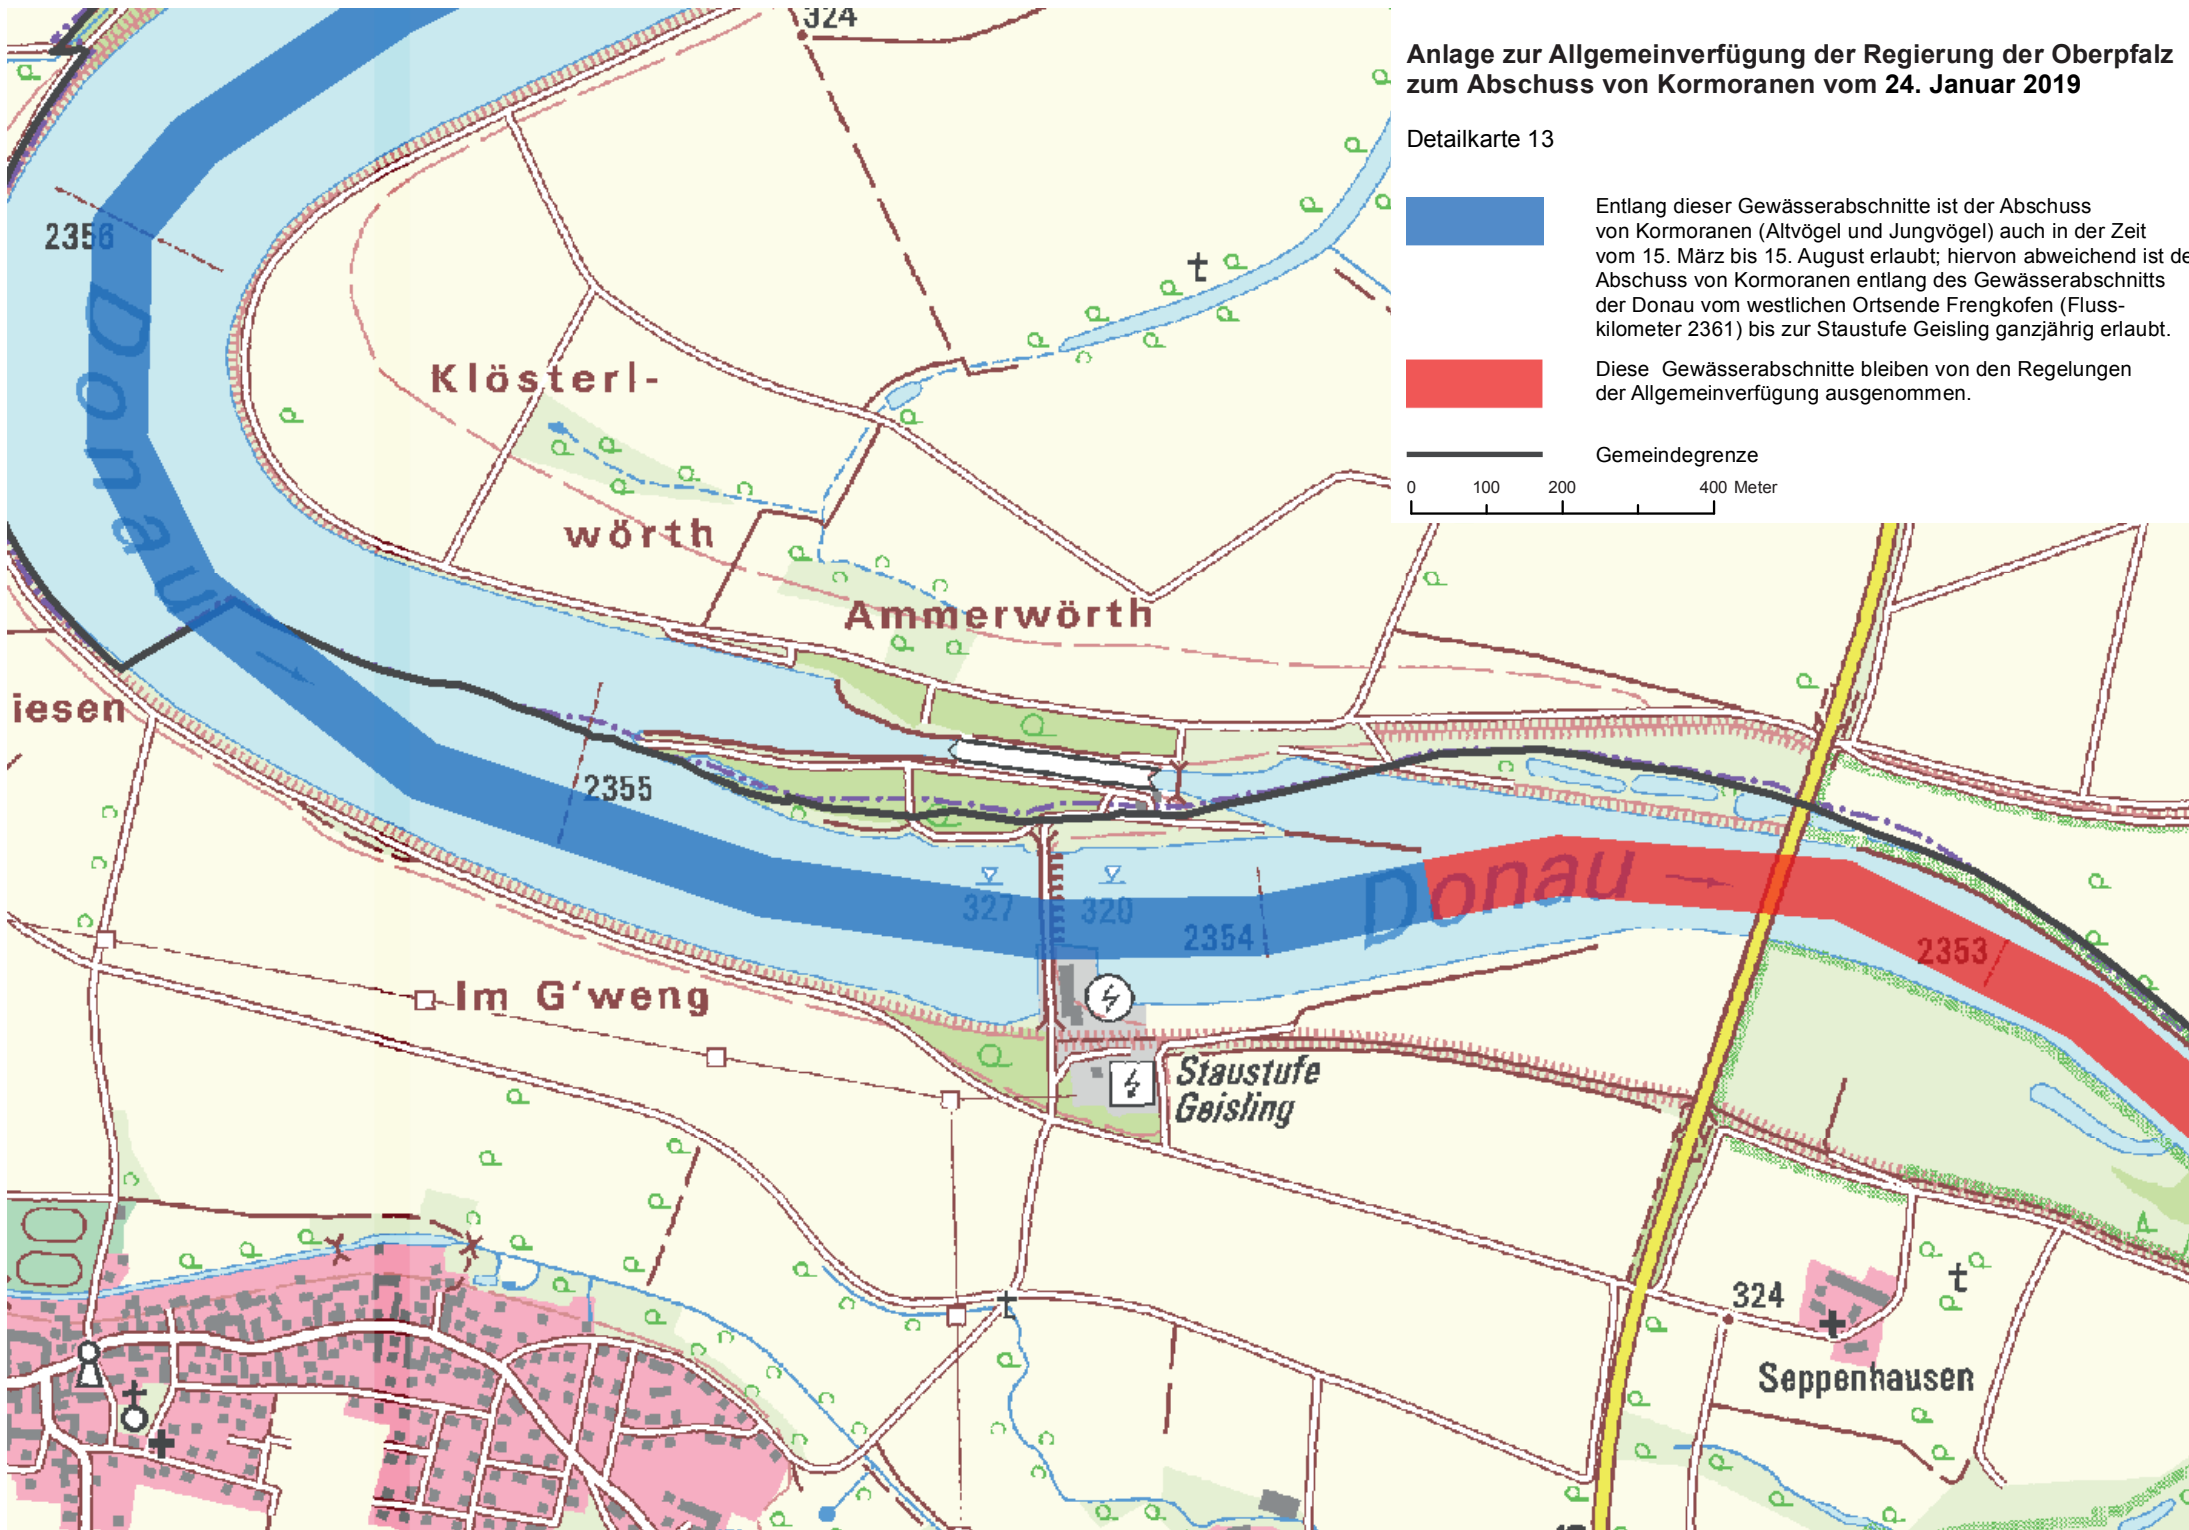 Anlage zur Allgemeinverfügung der Regierung der Oberpfalz
zum Abschuss von Kormoranen vom 24. Januar 2019
Detailkarte 13
Entlang dieser Gewässerabschnitte ist der Abschuss
von Kormoranen (Altvögel und Jungvögel) auch in der Zeit
vom 15. März bis 15. August erlaubt; hiervon abweichend ist de
Abschuss von Kormoranen entlang des Gewässerabschnitts
der Donau vom westlichen Ortsende Frengkofen (Fluss-
kilometer 2361) bis zur Staustufe Geisling ganzjährig erlaubt.
Diese Gewässerabschnitte bleiben von den Regelungen
der Allgemeinverfügung ausgenommen.
Gemeindegrenze
0 100 200 400 Meter
324
2356
Donau
Klösterl-
wörth
Ammerwörth
iesen
2355
327 320
2354
Donau
2353
Im G'weng
Staustufe
Geisling
324
Seppenhausen